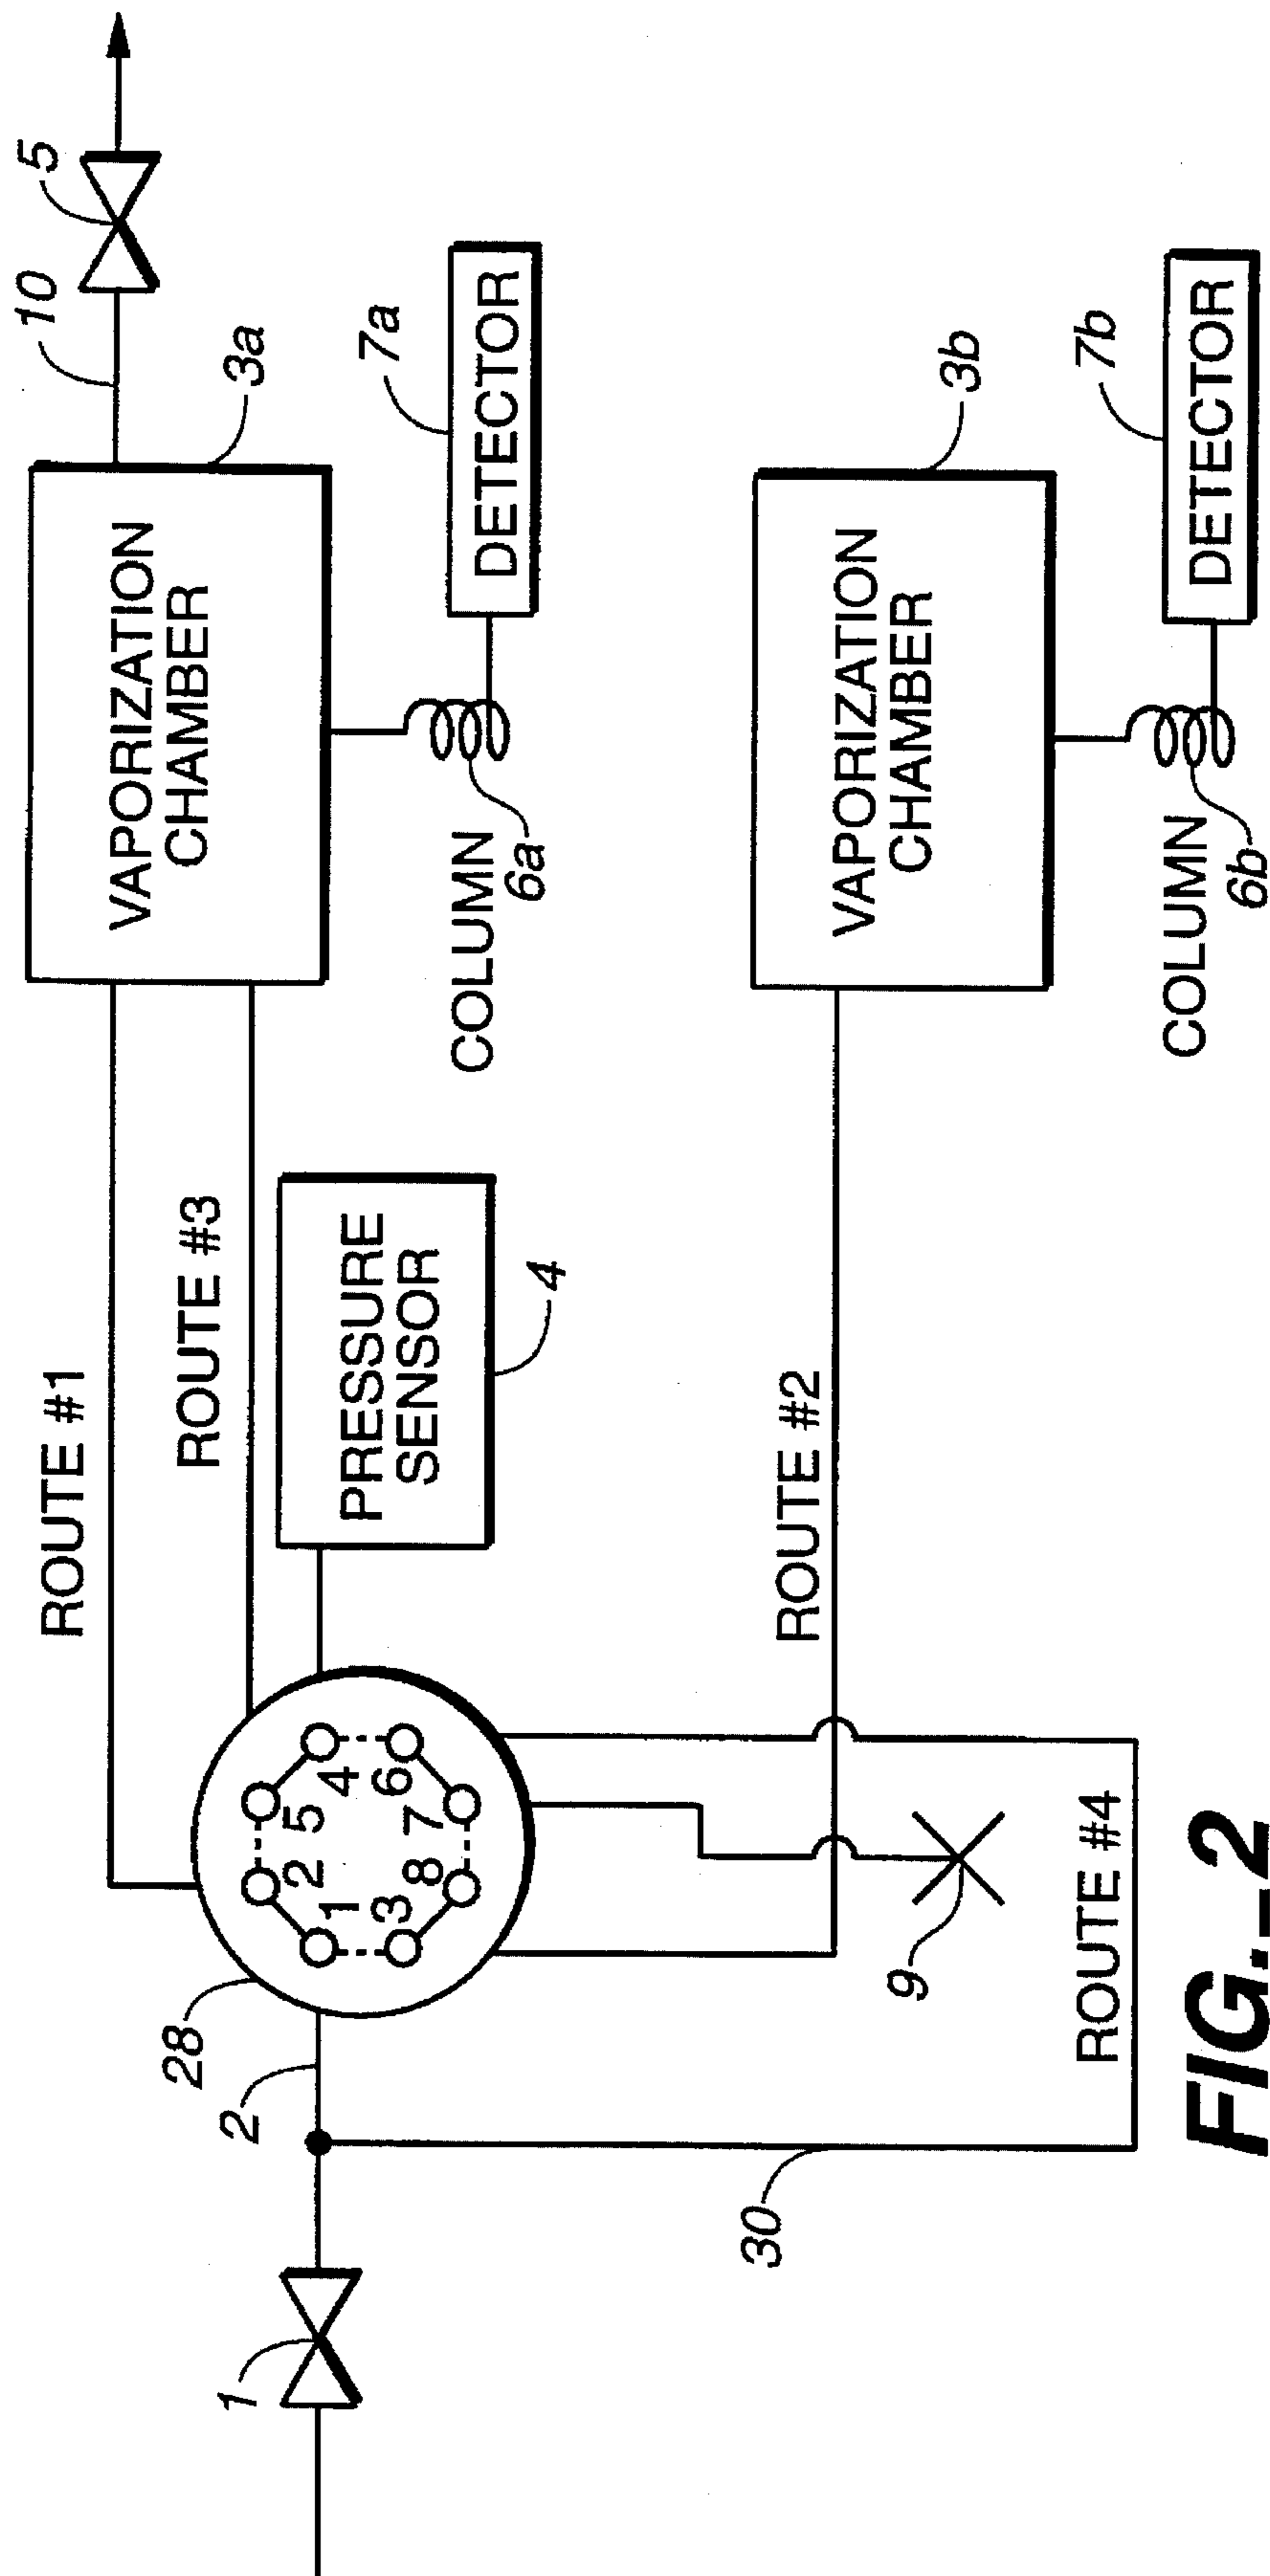 10
5
VAPORIZATION
CHAMBER
3a
7a
DETECTOR
COLUMN
6a
ROUTE #1
ROUTE #3
PRESSURE
SENSOR
4
28
2
1
5
4
2
6
1
7
3
8
1
ROUTE #2
VAPORIZATION
CHAMBER
3b
7b
DETECTOR
COLUMN
6b
9
ROUTE #4
30
FIG._2